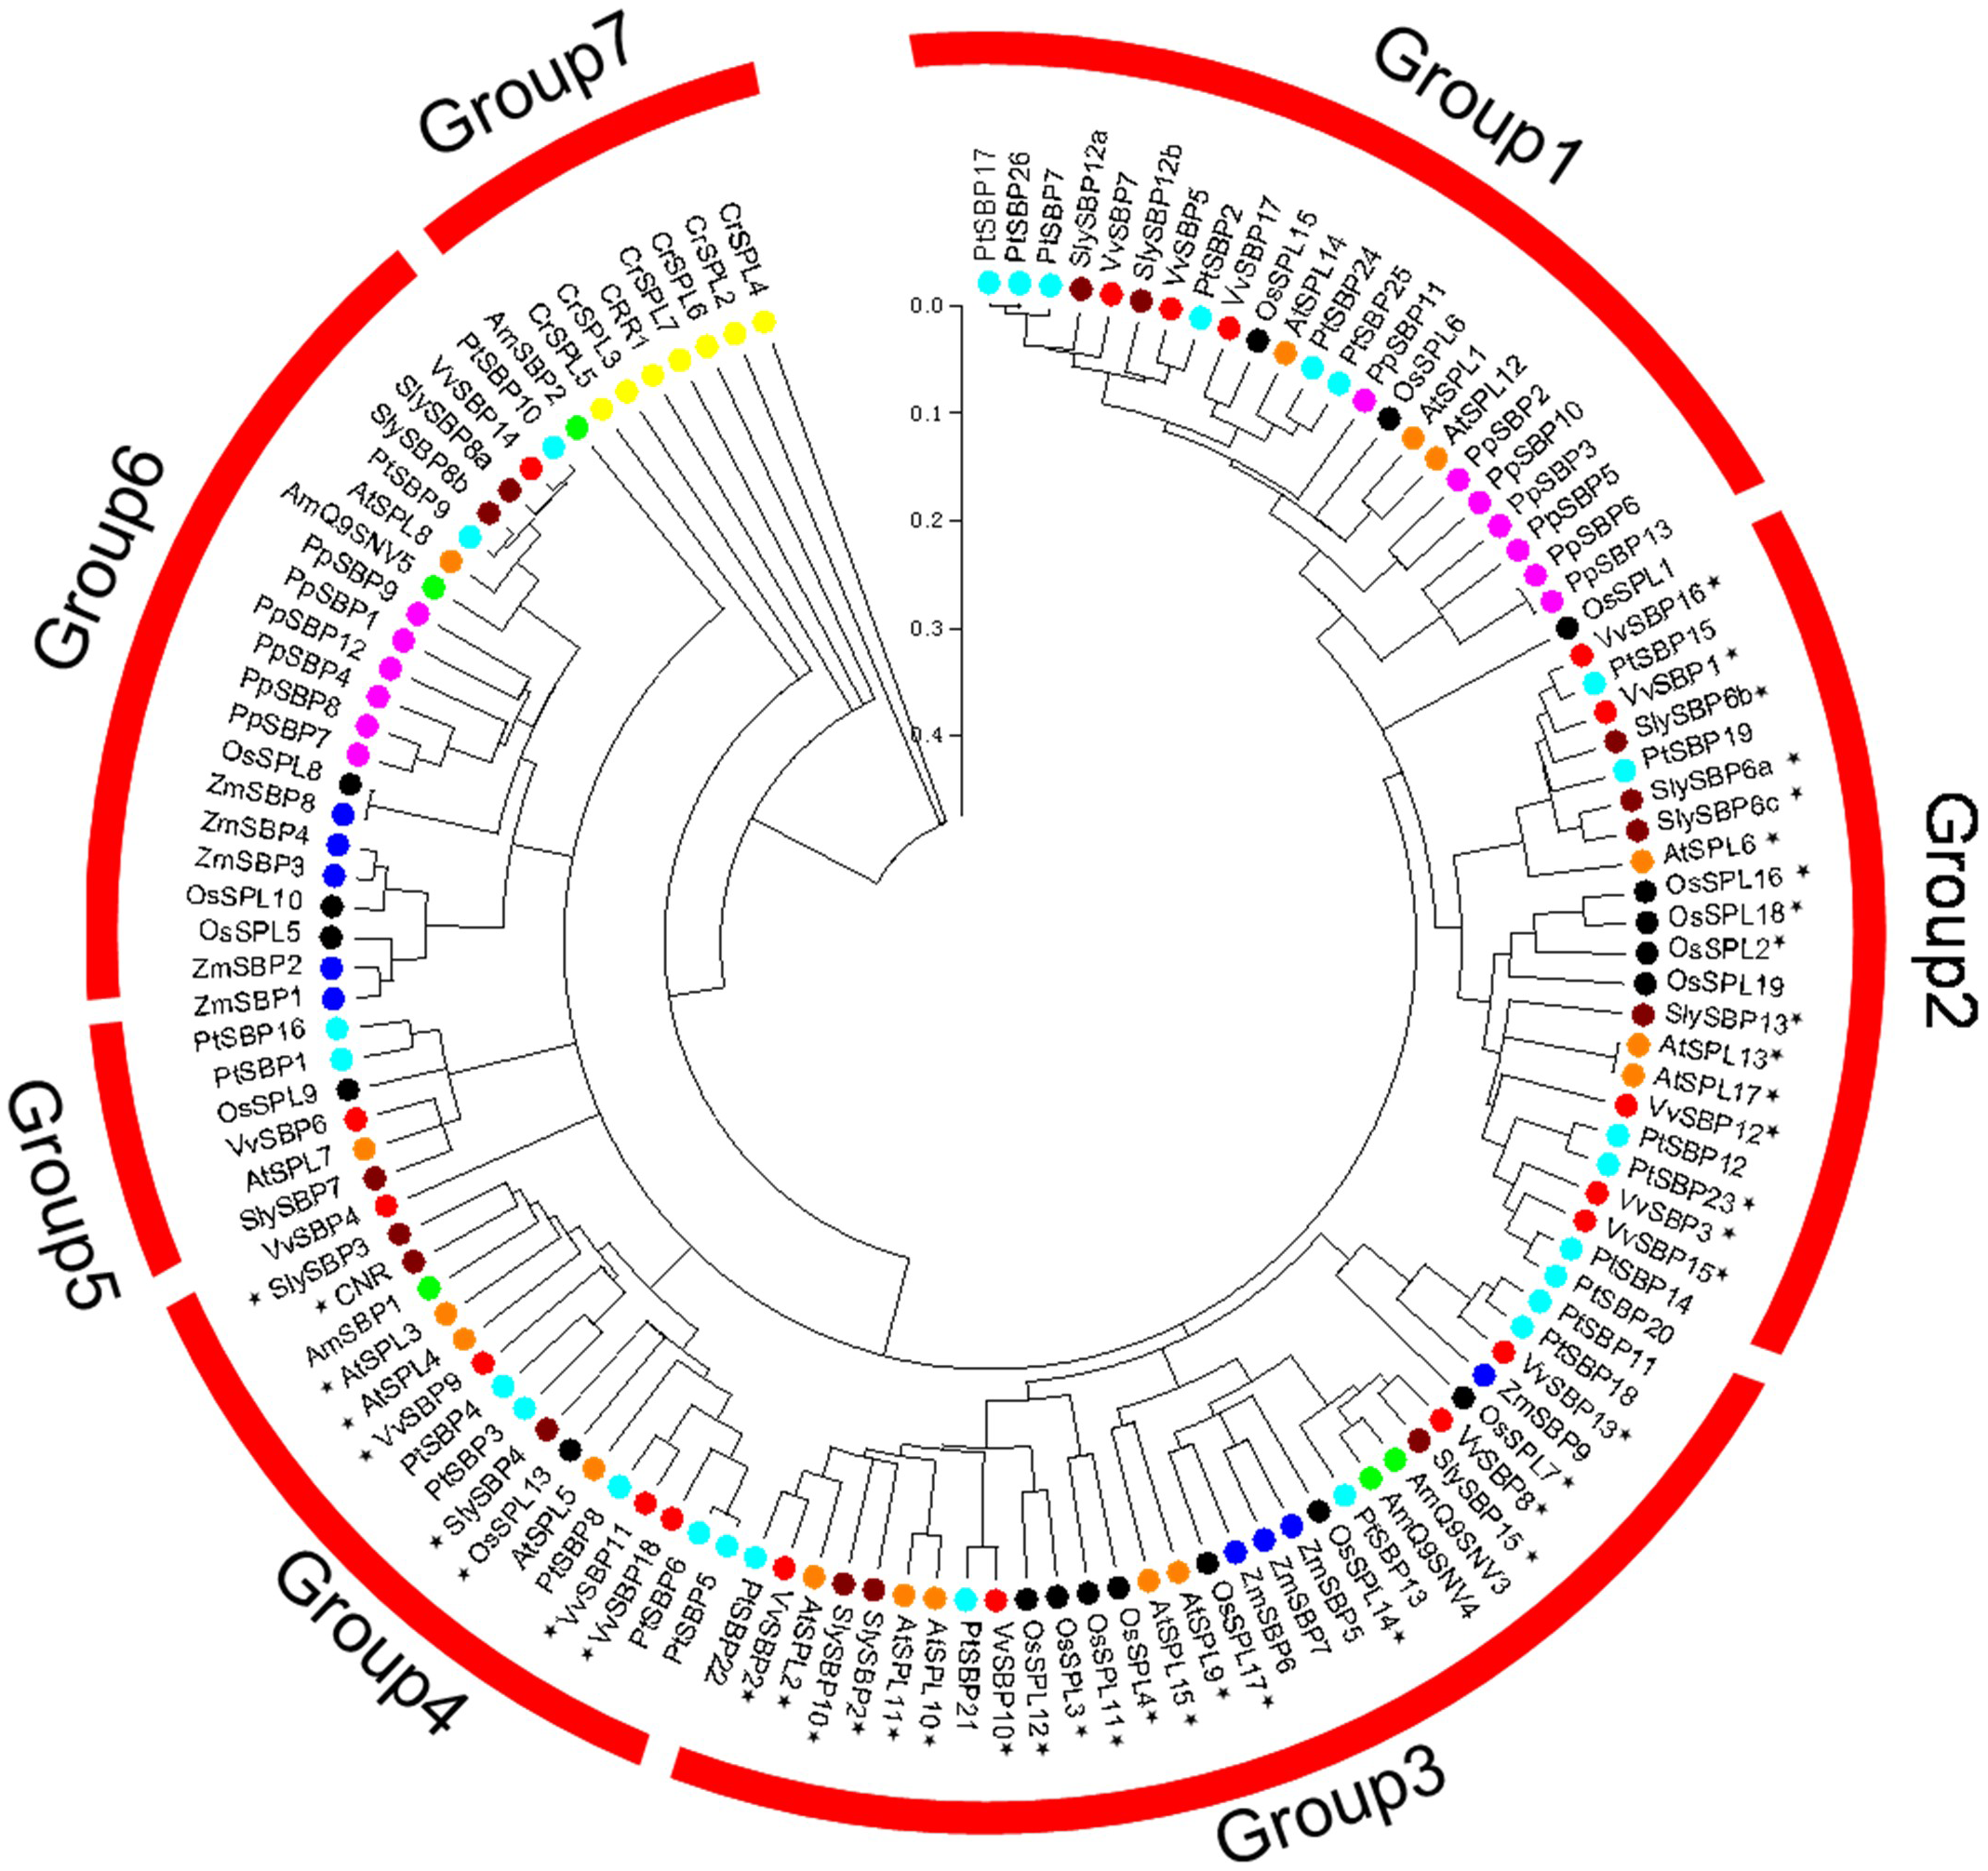 Group1
Group2
Group3
Group4
Group5
Group6
Group7
0.0
0.1
0.2
0.3
0.4
PtSBP17
PtSBP26
PtSBP7
SlySBP12a
VvSBP7
SlySBP12b
VvSBP5
PtSBP2
VvSBP17
OsSPL15
AtSPL14
PtSBP24
PtSBP25
PpSBP11
OsSPL6
AtSPL1
AtSPL12
PpSBP2
PpSBP10
PpSBP3
PpSBP5
PpSBP6
PpSBP13
OsSPL1
VvSBP16★
PtSBP15
VvSBP1★
SlySBP6b★
PtSBP19
SlySBP6a ★
SlySBP6c ★
AtSPL6 ★
OsSPL16 ★
OsSPL18★
OsSPL2★
OsSPL19
SlySBP13★
AtSPL13★
AtSPL17★
VvSBP12★
PtSBP12
PtSBP23★
VvSBP3★
VvSBP15★
PtSBP14
PtSBP20
PtSBP11
PtSBP18
VvSBP13★
ZmSBP9
OsSPL7★
VvSBP8★
SlySBP15★
AmQ9SNV3
AmQ9SNV4
PtSBP13
OsSPL14★
ZmSBP5
ZmSBP7
ZmSBP6
OsSPL17★
AtSPL9★
AtSPL15★
OsSPL4★
OsSPL11★
OsSPL3★
OsSPL12★
VvSBP10★
PtSBP21
AtSPL10★
AtSPL11★
SlySBP2★
SlySBP10★
AtSPL2★
VvSBP2★
PtSBP22
PtSBP5
PtSBP6
★ VvSBP18
★ VvSBP11
PtSBP8
AtSPL5
★ OsSPL13
★ SlySBP4
PtSBP3
PtSBP4
★ VvSBP9
★ AtSPL4
★ AtSPL3
AmSBP1
★ CNR
★ SlySBP3
VvSBP4
SlySBP7
AtSPL7
VvSBP6
OsSPL9
PtSBP1
PtSBP16
ZmSBP1
ZmSBP2
OsSPL5
OsSPL10
ZmSBP3
ZmSBP4
ZmSBP8
OsSPL8
PpSBP7
PpSBP8
PpSBP4
PpSBP12
PpSBP1
PpSBP9
AmQ9SNV5
AtSPL8
PtSBP9
SlySBP8b
SlySBP8a
VvSBP14
PtSBP10
AmSBP2
CrSPL5
CrSPL3
CRR1
CrSPL7
CrSPL6
CrSPL2
CrSPL4